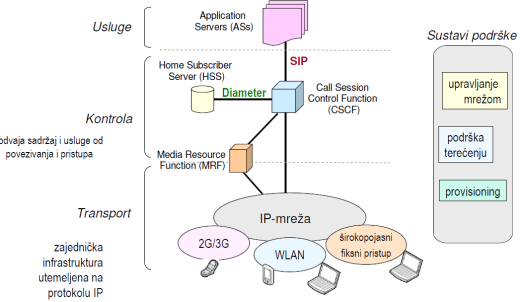 Usluge
Application
Servers (ASs)
SIP
Home Subscriber
Server (HSS)
Diameter
Call Session
Control Function
(CSCF)
Kontrola
odvaja sadržaj i usluge od
povezivanja i pristupa
Media Resource
Function (MRF)
Transport
zajednička
infrastruktura
utemeljena na
protokolu IP
IP-mreža
2G/3G
WLAN
širokopojasni
fiksni pristup
Sustavi podrške
upravljanje
mrežom
podrška
terećenju
provisioning